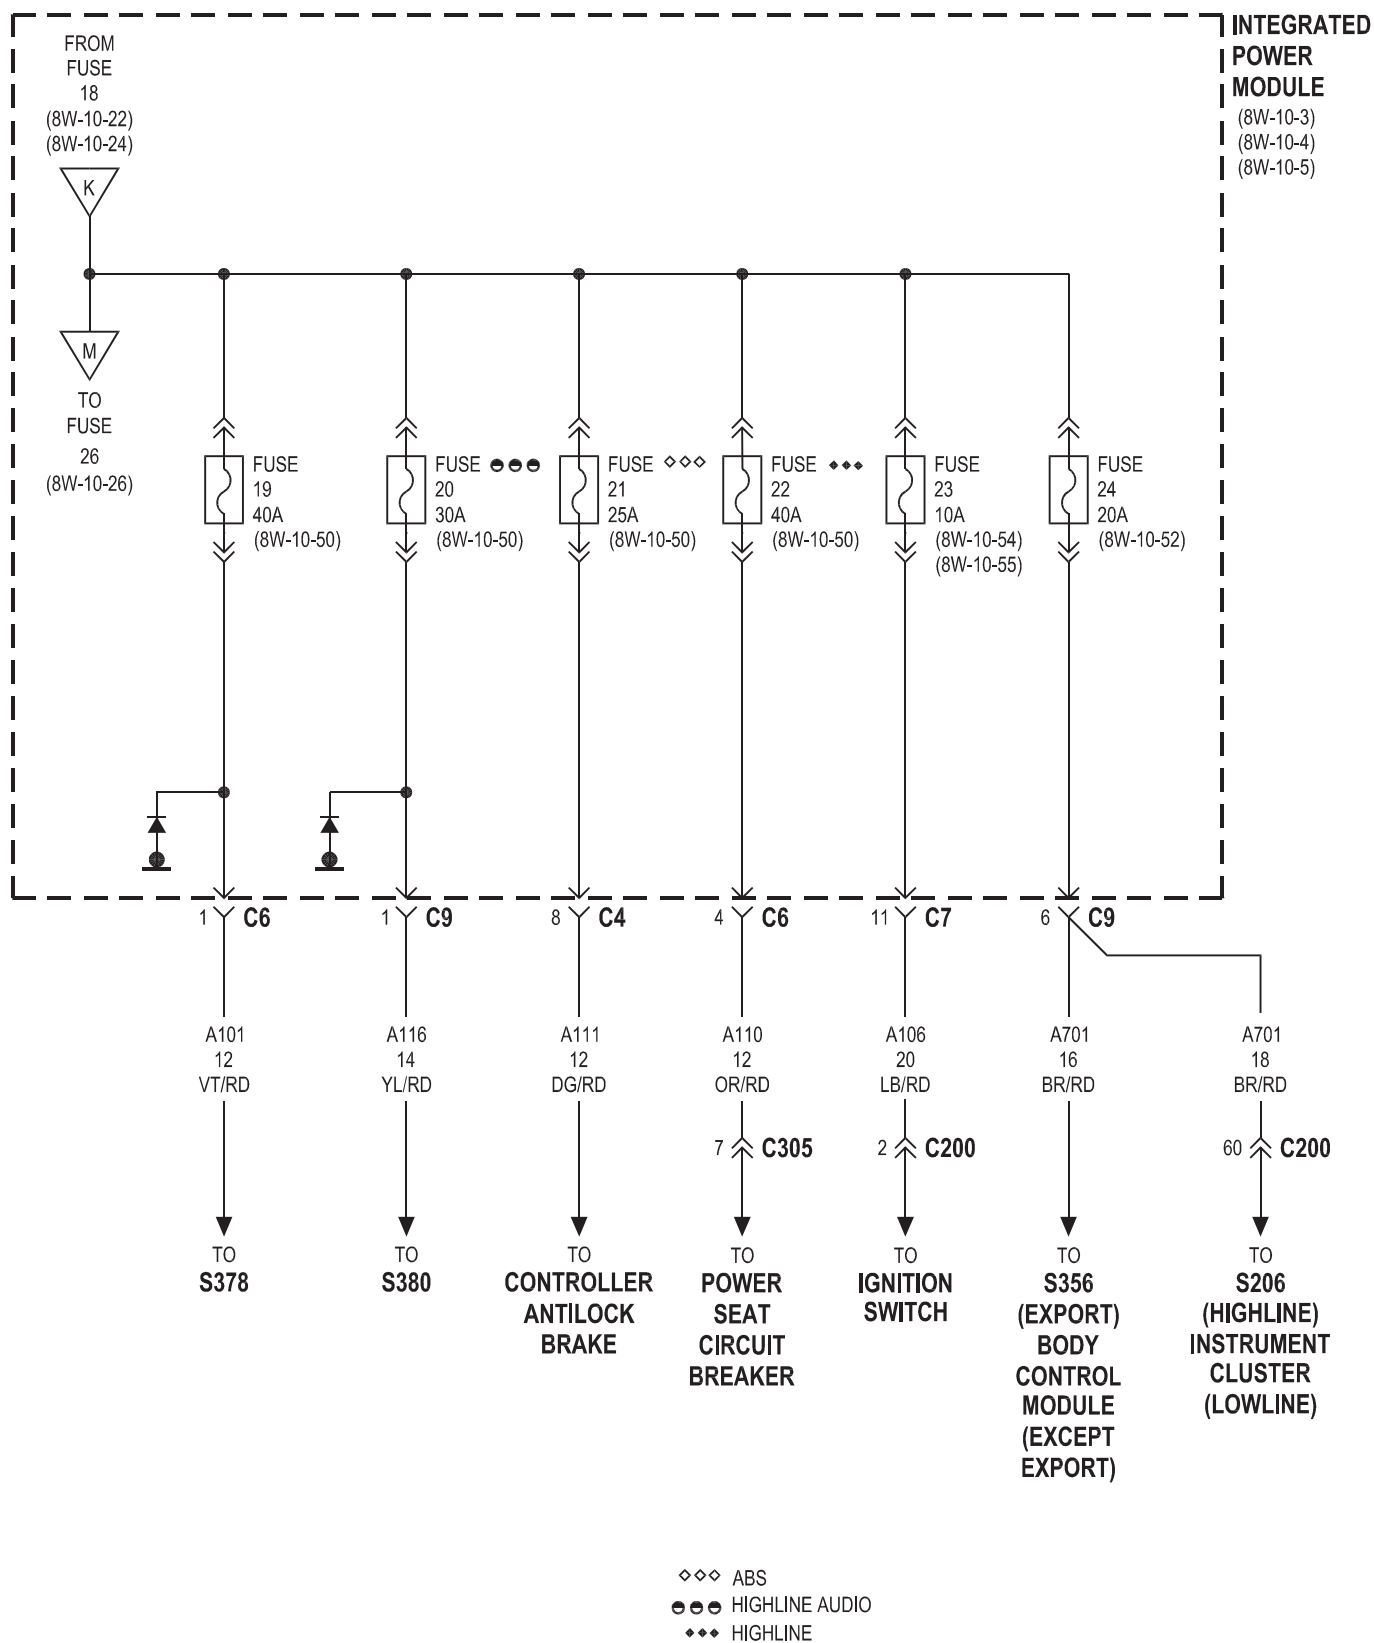 INTEGRATED
POWER
MODULE
(8W-10-3)
(8W-10-4)
(8W-10-5)
FROM
FUSE
18
(8W-10-22)
(8W-10-24)
K
M
TO
FUSE
26
(8W-10-26)
FUSE
19
40A
(8W-10-50)
FUSE
20
30A
(8W-10-50)
FUSE
21
25A
(8W-10-50)
FUSE
22
40A
(8W-10-50)
FUSE
23
10A
(8W-10-54)
(8W-10-55)
FUSE
24
20A
(8W-10-52)
1 C6
1 C9
8 C4
4 C6
11 C7
6 C9
A101
12
VT/RD
A116
14
YL/RD
A111
12
DG/RD
A110
12
OR/RD
A106
20
LB/RD
A701
16
BR/RD
A701
18
BR/RD
7 C305
2 C200
60 C200
TO
S378
TO
S380
TO
CONTROLLER
ANTILOCK
BRAKE
TO
POWER
SEAT
CIRCUIT
BREAKER
TO
IGNITION
SWITCH
TO
S356
(EXPORT)
BODY
CONTROL
MODULE
(EXCEPT
EXPORT)
TO
S206
(HIGHLINE)
INSTRUMENT
CLUSTER
(LOWLINE)
ABS
HIGHLINE AUDIO
HIGHLINE